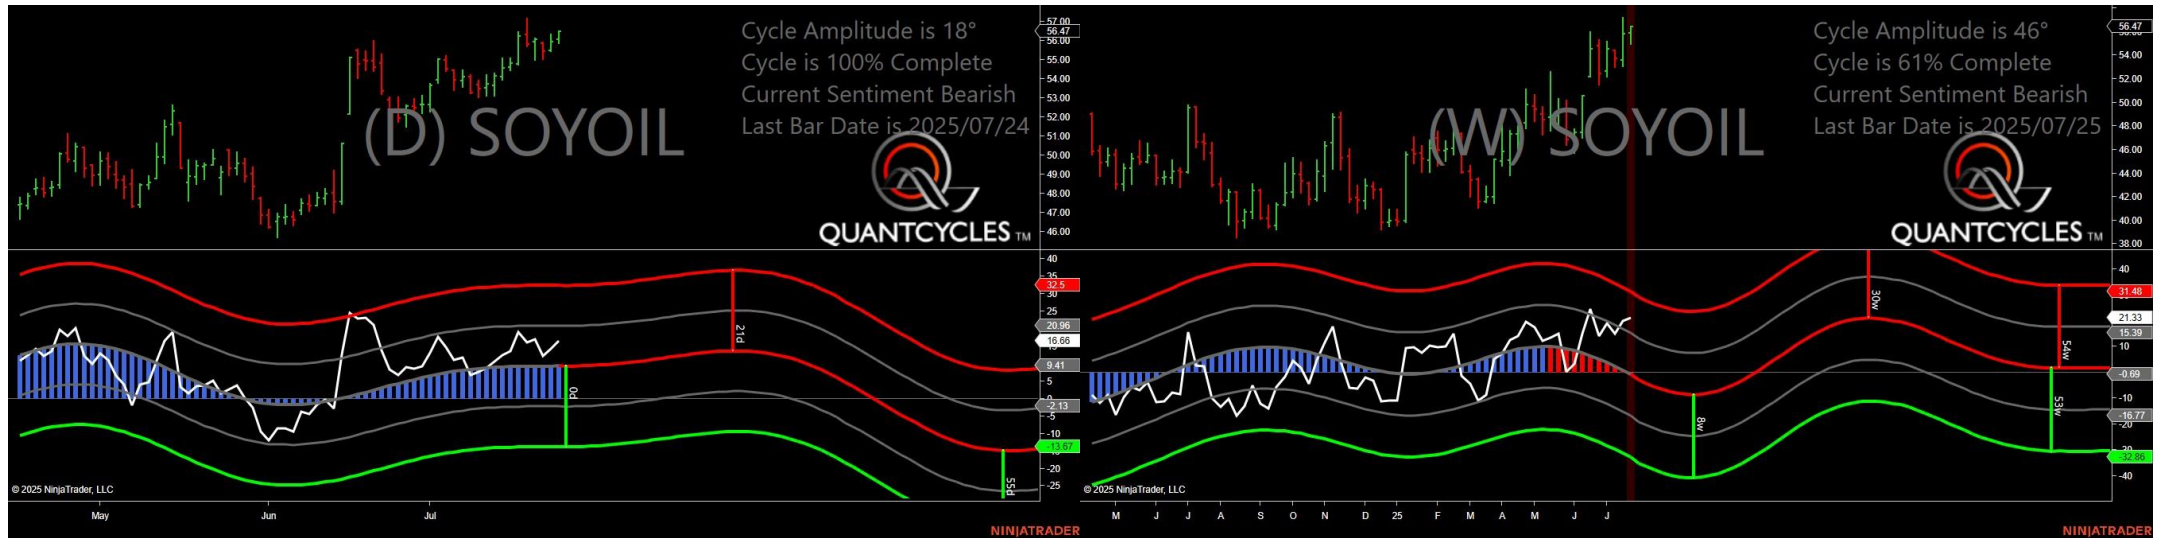 Cycle Amplitude is 18°
Cycle is 100% Complete
Current Sentiment Bearish
Last Bar Date is 2025/07/24
(D) SOYOIL
QUANTCYCLES TM
57.00
56.47
56.00
55.00
54.00
53.00
52.00
51.00
50.00
49.00
48.00
47.00
46.00
40
35
32.5
30
25
20.96
16.66
9.41
5
-2.13
-5
-10
-13.67
-20
-25
21d
0d
55d
© 2025 NinjaTrader, LLC
May
Jun
Jul
NINJATRADER
Cycle Amplitude is 46°
Cycle is 61% Complete
Current Sentiment Bearish
Last Bar Date is 2025/07/25
(W) SOYOIL
QUANTCYCLES TM
56.47
54.00
52.00
50.00
48.00
46.00
44.00
42.00
40.00
38.00
40
31.48
21.33
15.39
10
-0.69
-10
-16.77
-20
-32.86
-40
30w
54w
8w
53w
© 2025 NinjaTrader, LLC
M J J A S O N D 25 F M A M J J
NINJATRADER